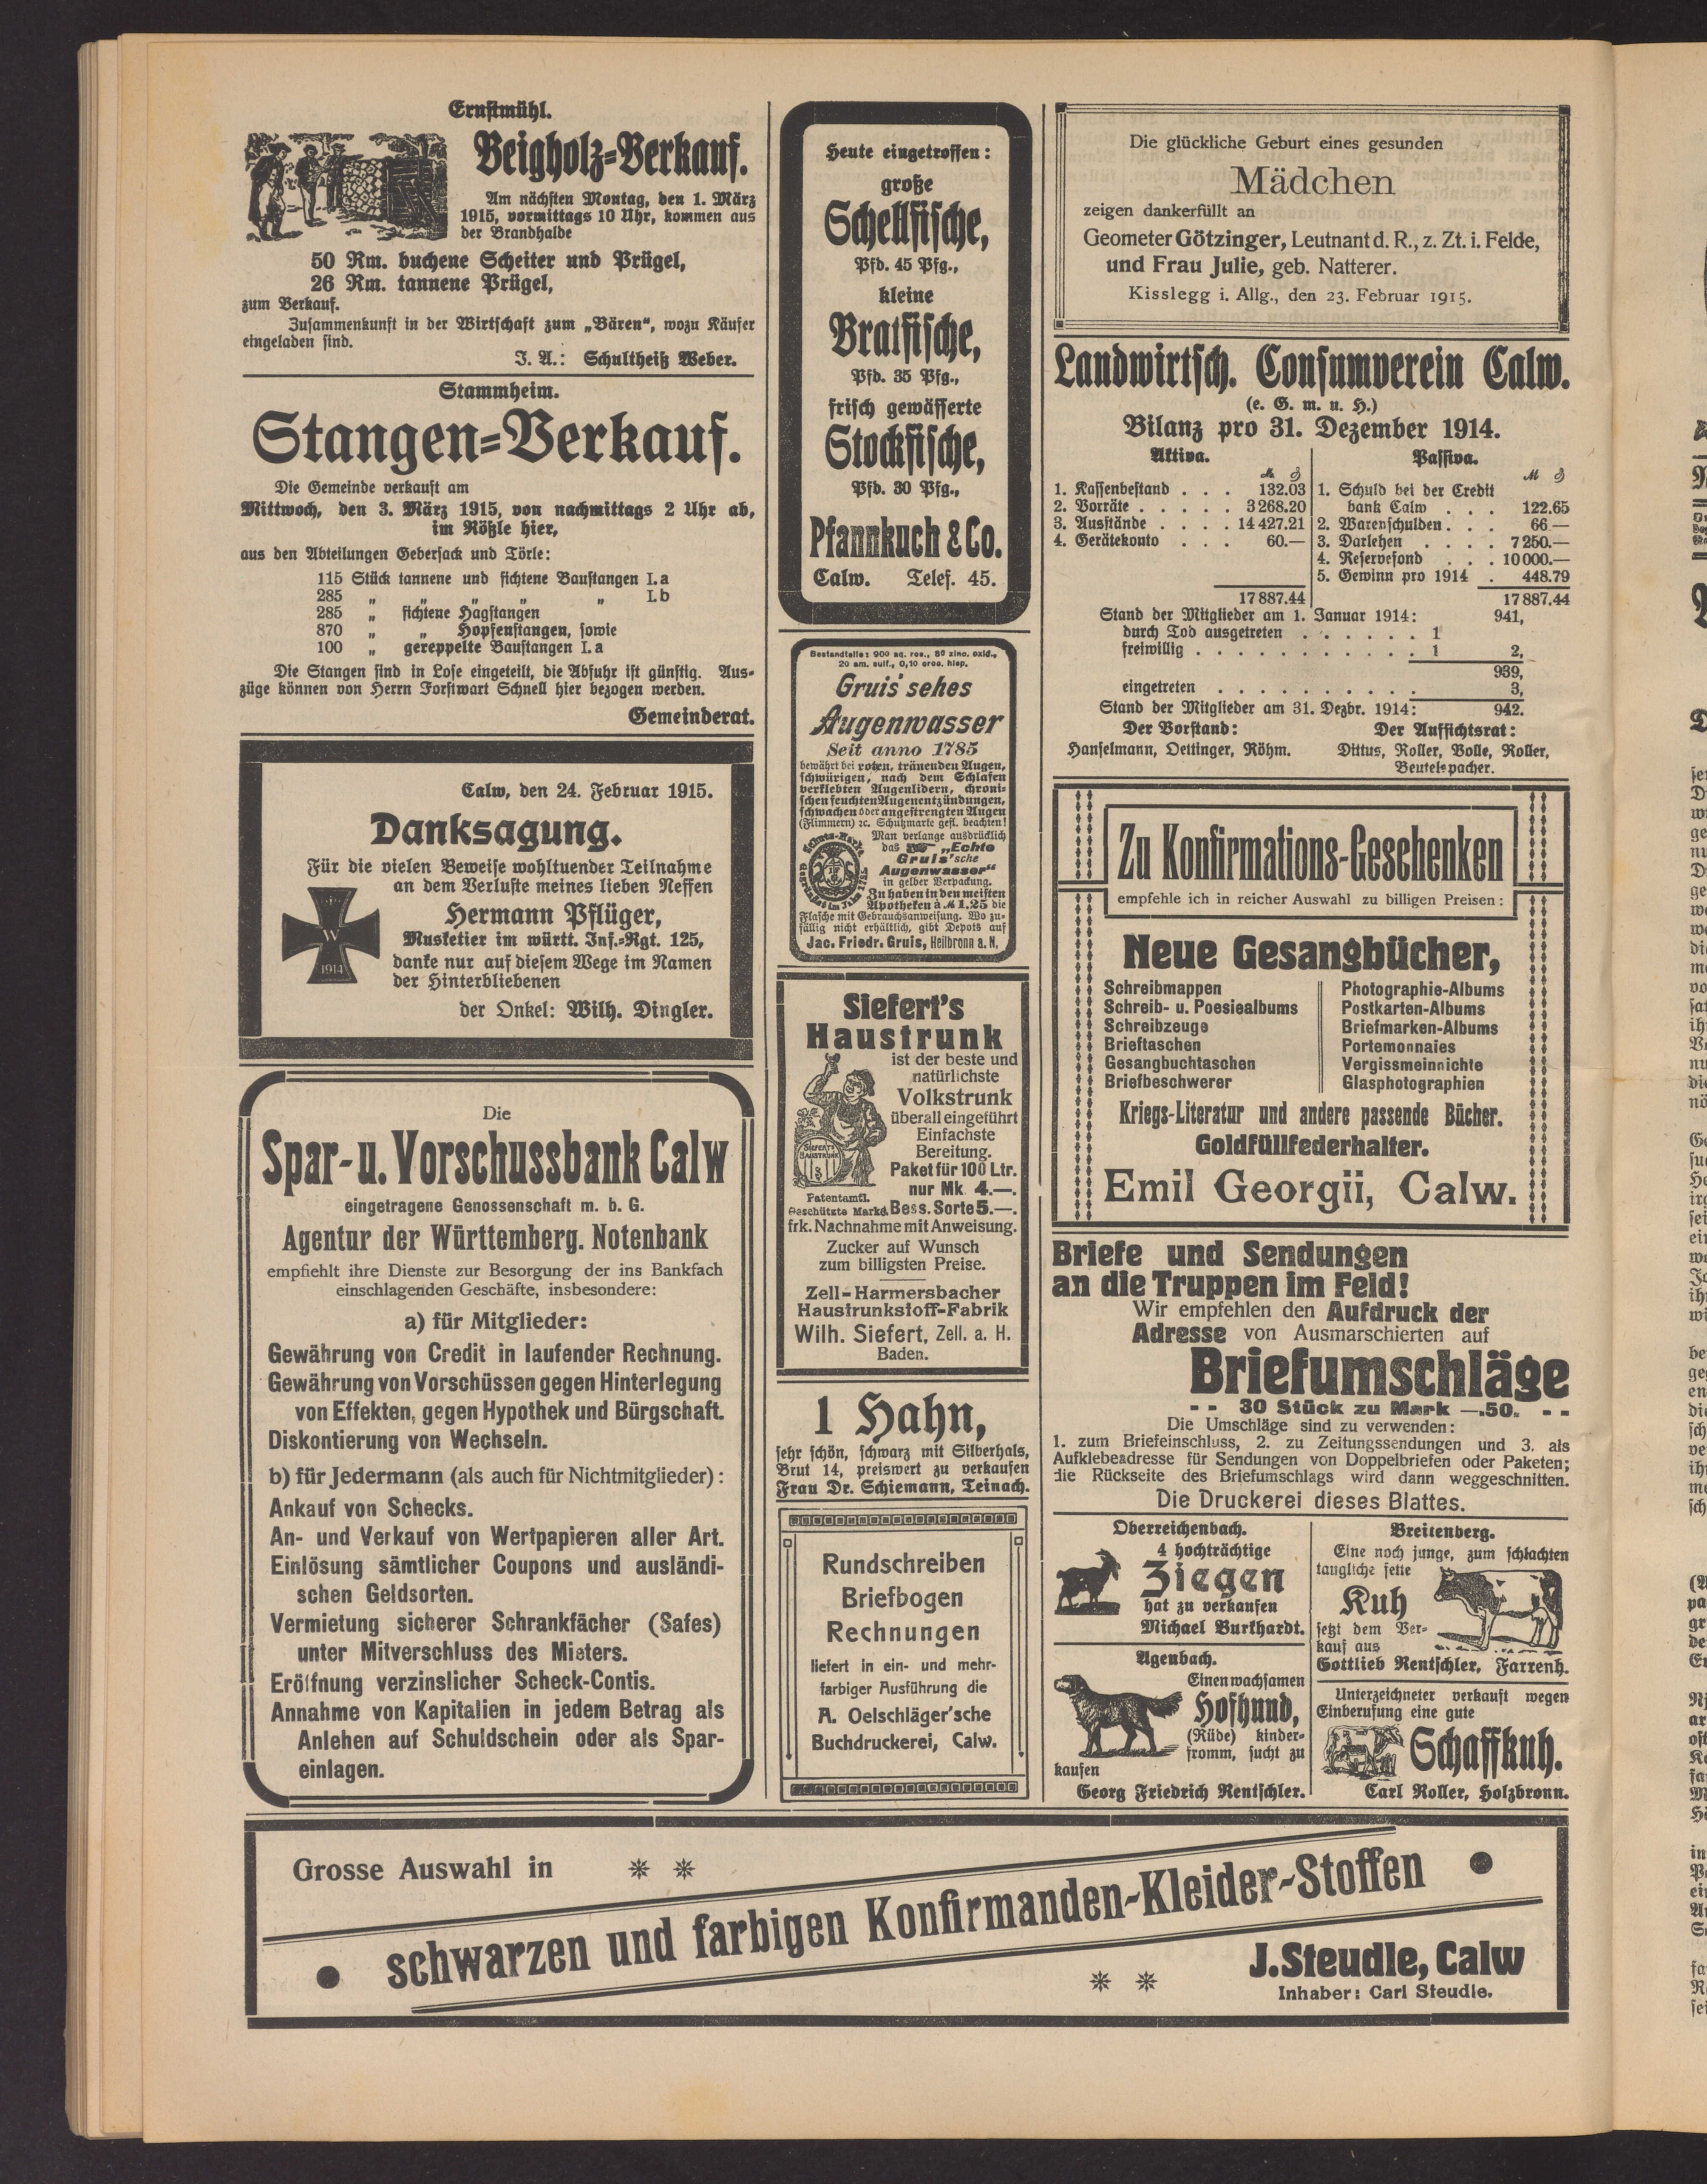 Ernstmühl.
Beigholz-Verkauf.
Am nächsten Montag, den 1. März
1915, vormittags 10 Uhr, kommen aus
der Brandhalde
50 Rm. buchene Scheiter und Prügel,
26 Rm. tannene Prügel,
zum Verkauf.
Zusammenkunft in der Wirtschaft zum „Bären“, wozu Käufer
eingeladen sind.
J. A.: Schultheiß Weber.
Stammheim.
Stangen-Verkauf.
Die Gemeinde verkauft am
Mittwoch, den 3. März 1915, von nachmittags 2 Uhr ab,
im Rößle hier,
aus den Abteilungen Gebersack und Törle:
115 Stück tannene und fichtene Baustangen I.a
285 „ „ „ „ „ I.b
285 „ fichtene Hagstangen
870 „ „ Hopfenstangen, sowie
100 „ gereppelte Baustangen I.a
Die Stangen sind in Lose eingeteilt, die Abfuhr ist günstig. Aus-
züge können von Herrn Forstwart Schnell hier bezogen werden.
Gemeinderat.
Calw, den 24. Februar 1915.
Danksagung.
Für die vielen Beweise wohltuender Teilnahme
an dem Verluste meines lieben Neffen
Hermann Pflüger,
Musketier im württ. Inf.-Rgt. 125,
danke nur auf diesem Wege im Namen
der Hinterbliebenen
der Onkel: Wilh. Dingler.
W
1914
Die
Spar- u. Vorschussbank Calw
eingetragene Genossenschaft m. b. G.
Agentur der Württemberg. Notenbank
empfiehlt ihre Dienste zur Besorgung der ins Bankfach
einschlagenden Geschäfte, insbesondere:
a) für Mitglieder:
Gewährung von Credit in laufender Rechnung.
Gewährung von Vorschüssen gegen Hinterlegung
von Effekten, gegen Hypothek und Bürgschaft.
Diskontierung von Wechseln.
b) für Jedermann (als auch für Nichtmitglieder):
Ankauf von Schecks.
An- und Verkauf von Wertpapieren aller Art.
Einlösung sämtlicher Coupons und ausländi-
schen Geldsorten.
Vermietung sicherer Schrankfächer (Safes)
unter Mitverschluss des Mieters.
Eröffnung verzinslicher Scheck-Contis.
Annahme von Kapitalien in jedem Betrag als
Anlehen auf Schuldschein oder als Spar-
einlagen.
Heute eingetroffen:
große
Schellfische,
Pfd. 45 Pfg.,
kleine
Bratfische,
Pfd. 35 Pfg.,
frisch gewässerte
Stockfische,
Pfd. 30 Pfg.,
Pfannkuch & Co.
Calw. Telef. 45.
Bestandteile: 900 aq. ros., 80 zinc. oxid.,
20 am. sulf., 0,10 croc. hisp.
Gruis'sches
Augenwasser
Seit anno 1785
bewährt bei roten, tränenden Augen,
schwürigen, nach dem Schlafen
verklebten Augenlidern, chroni-
schen feuchten Augenentzündungen,
schwachen oder angestrengten Augen
(Flimmern) ꝛc. Schutzmarke gefl. beachten!
Man verlange ausdrücklich
das „Echte
Gruis'sche
Augenwasser“
in gelber Verpackung.
Zu haben in den meisten
Apotheken à ℳ 1.25 die
Flasche mit Gebrauchsanweisung. Wo zu-
fällig nicht erhältlich, gibt Depots auf
Jac. Friedr. Gruis, Heilbronn a. N.
Siefert's
Haustrunk
ist der beste und
natürlichste
Volkstrunk
überall eingeführt
Einfachste
Bereitung.
Paket für 100 Ltr.
nur Mk. 4.—.
Patentamtl.
geschützte Marke. Bess. Sorte 5.—.
frk. Nachnahme mit Anweisung.
Zucker auf Wunsch
zum billigsten Preise.
Zell-Harmersbacher
Haustrunkstoff-Fabrik
Wilh. Siefert, Zell. a. H.
Baden.
1 Hahn,
sehr schön, schwarz mit Silberhals,
Brut 14, preiswert zu verkaufen
Frau Dr. Schiemann, Teinach.
Rundschreiben
Briefbogen
Rechnungen
liefert in ein- und mehr-
farbiger Ausführung die
A. Oelschläger'sche
Buchdruckerei, Calw.
Die glückliche Geburt eines gesunden
Mädchen
zeigen dankerfüllt an
Geometer Götzinger, Leutnant d. R., z. Zt. i. Felde,
und Frau Julie, geb. Natterer.
Kisslegg i. Allg., den 23. Februar 1915.
Landwirtsch. Consumverein Calw.
(e. G. m. u. H.)
Bilanz pro 31. Dezember 1914.
Aktiva.
ℳ ₰
1. Kassenbestand . . . 132.03
2. Vorräte . . . . . 3 268.20
3. Ausstände . . . . 14 427.21
4. Gerätekonto . . . 60.—
17 887.44
Passiva.
ℳ ₰
1. Schuld bei der Credit
bank Calw . . . 122.65
2. Warenschulden . . . 66.—
3. Darlehen . . . . 7 250.—
4. Reservefond . . . 10 000.—
5. Gewinn pro 1914 . 448.79
17 887.44
Stand der Mitglieder am 1. Januar 1914: 941,
durch Tod ausgetreten . . . . . . 1
freiwillig . . . . . . . . . . . 1 2,
939,
eingetreten . . . . . . . . . . 3,
Stand der Mitglieder am 31. Dezbr. 1914: 942.
Der Vorstand:
Hanselmann, Oettinger, Röhm.
Der Aufsichtsrat:
Dittus, Roller, Bolle, Roller,
Beutelspacher.
Zu Konfirmations-Geschenken
empfehle ich in reicher Auswahl zu billigen Preisen:
Neue Gesangbücher,
Schreibmappen
Schreib- u. Poesiealbums
Schreibzeuge
Brieftaschen
Gesangbuchtaschen
Briefbeschwerer
Photographie-Albums
Postkarten-Albums
Briefmarken-Albums
Portemonnaies
Vergissmeinnichte
Glasphotographien
Kriegs-Literatur und andere passende Bücher.
Goldfüllfederhalter.
Emil Georgii, Calw.
Briefe und Sendungen
an die Truppen im Feld!
Wir empfehlen den Aufdruck der
Adresse von Ausmarschierten auf
Briefumschläge
- - 30 Stück zu Mark —.50. - -
Die Umschläge sind zu verwenden:
1. zum Briefeinschluss, 2. zu Zeitungssendungen und 3. als
Aufklebeadresse für Sendungen von Doppelbriefen oder Paketen;
die Rückseite des Briefumschlags wird dann weggeschnitten.
Die Druckerei dieses Blattes.
Oberreichenbach.
4 hochträchtige
Ziegen
hat zu verkaufen
Michael Burkhardt.
Agenbach.
Einen wachsamen
Hofhund,
(Rüde) kinder-
fromm, sucht zu
kaufen
Georg Friedrich Rentschler.
Breitenberg.
Eine noch junge, zum schlachten
taugliche fette
Kuh
setzt dem Ver-
kauf aus
Gottlieb Rentschler, Farrenh.
Unterzeichneter verkauft wegen
Einberufung eine gute
Schaffkuh.
Carl Roller, Holzbronn.
Grosse Auswahl in
schwarzen und farbigen Konfirmanden-Kleider-Stoffen
J. Steudle, Calw
Inhaber: Carl Steudle.